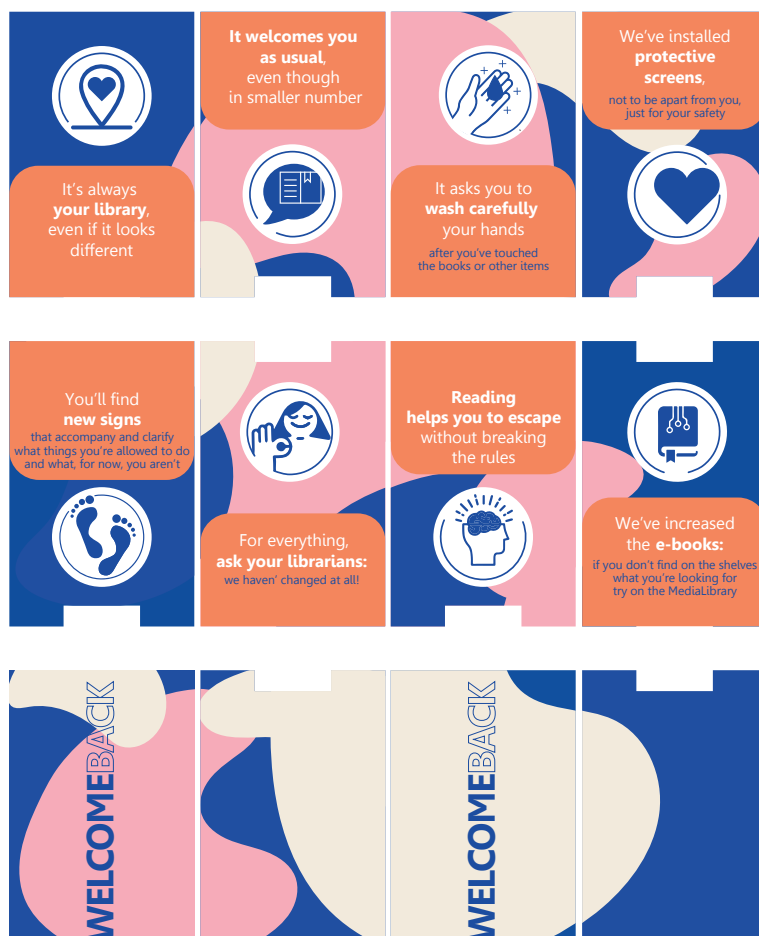 It's always
your library,
even if it looks
different
It welcomes you
as usual,
even though
in smaller number
It asks you to
wash carefully
your hands
after you've touched
the books or other items
We've installed
protective
screens,
not to be apart from you,
just for your safety
You'll find
new signs
that accompany and clarify
what things you're allowed to do
and what, for now, you aren't
For everything,
ask your librarians:
we haven' changed at all!
Reading
helps you to escape
without breaking
the rules
We've increased
the e-books:
if you don't find on the shelves
what you're looking for
try on the MediaLibrary
WELCOMEBACK
WELCOMEBACK